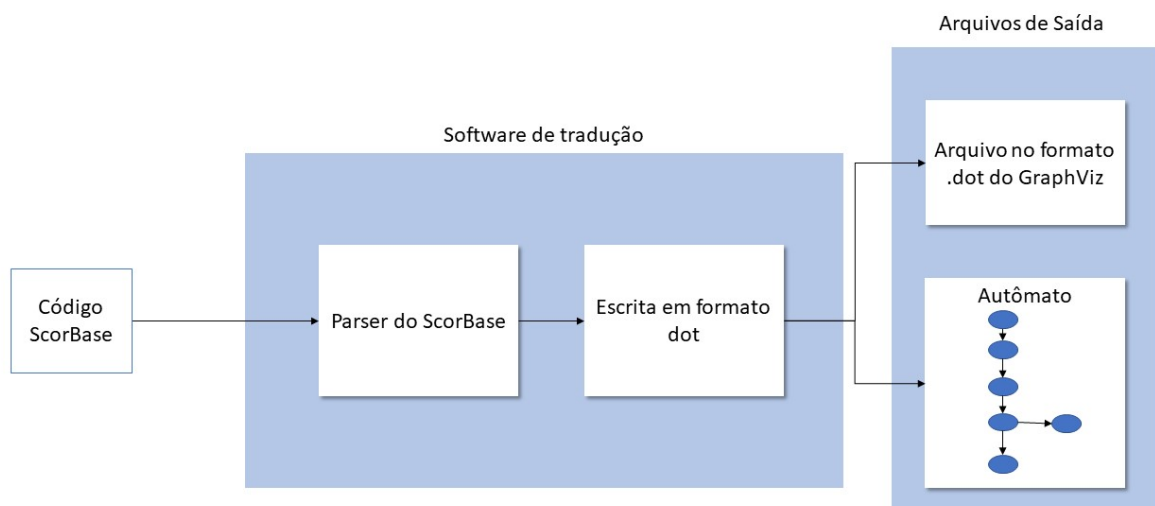 Arquivos de Saída
Software de tradução
Arquivo no formato
.dot do GraphViz
Código
ScorBase
Parser do ScorBase
Escrita em formato
dot
Autômato